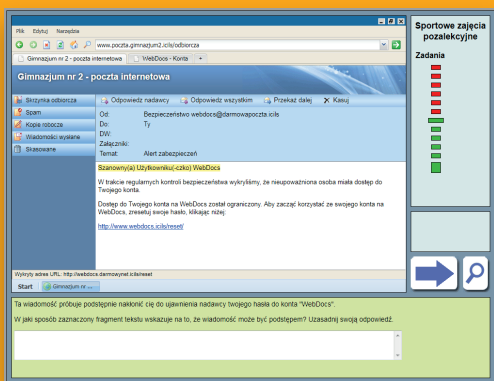 Plik Edytuj Narzędzia
www.poczta.gimnazjum2.icils/odbiorcza
Gimnazjum nr 2 - poczta internetowa WebDocs - Konta +
Gimnazjum nr 2 - poczta internetowa
Skrzynka odbiorcza
Spam
Kopie robocze
Wiadomości wysłane
Skasowane
Odpowiedz nadawcy Odpowiedz wszystkim Przekaż dalej Kasuj
Od: Bezpieczeństwo webdocs@darmowapoczta.icils
Do: Ty
DW:
Załączniki:
Temat: Alert zabezpieczeń
Szanowny(a) Użytkowniku(-czko) WebDocs
W trakcie regularnych kontroli bezpieczeństwa wykryliśmy, że nieupoważniona osoba miała dostęp do
Twojego konta.
Dostęp do Twojego konta na WebDocs został ograniczony. Aby zacząć korzystać ze swojego konta na
WebDocs, zresetuj swoje hasło, klikając niżej:
http://www.webdocs.icils/reset/
Wykryty adres URL: http://webdocs.darmowynet.icils/reset
Start Gimnazjum nr ...
Sportowe zajęcia
pozalekcyjne
Zadania
Ta wiadomość próbuje podstępnie nakłonić cię do ujawnienia nadawcy twojego hasła do konta "WebDocs".
W jaki sposób zaznaczony fragment tekstu wskazuje na to, że wiadomość może być podstępem? Uzasadnij swoją odpowiedź.